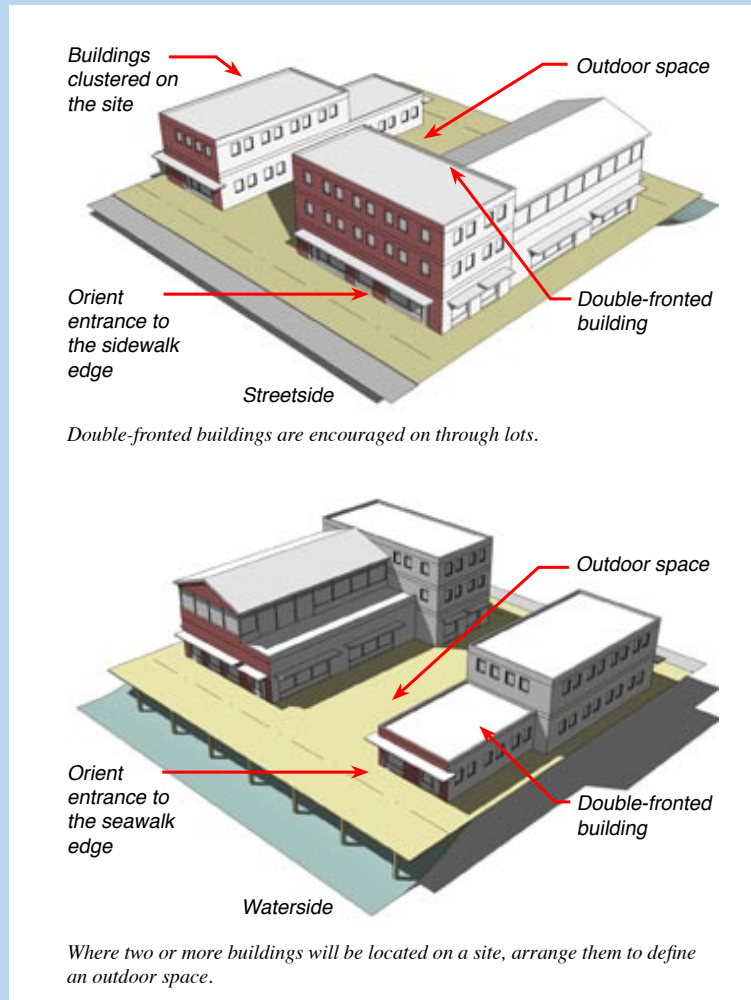 Buildings
clustered on
the site
Outdoor space
Orient
entrance to
the sidewalk
edge
Double-fronted
building
Streetside
Double-fronted buildings are encouraged on through lots.
Outdoor space
Orient
entrance to
the seawalk
edge
Double-fronted
building
Waterside
Where two or more buildings will be located on a site, arrange them to define
an outdoor space.